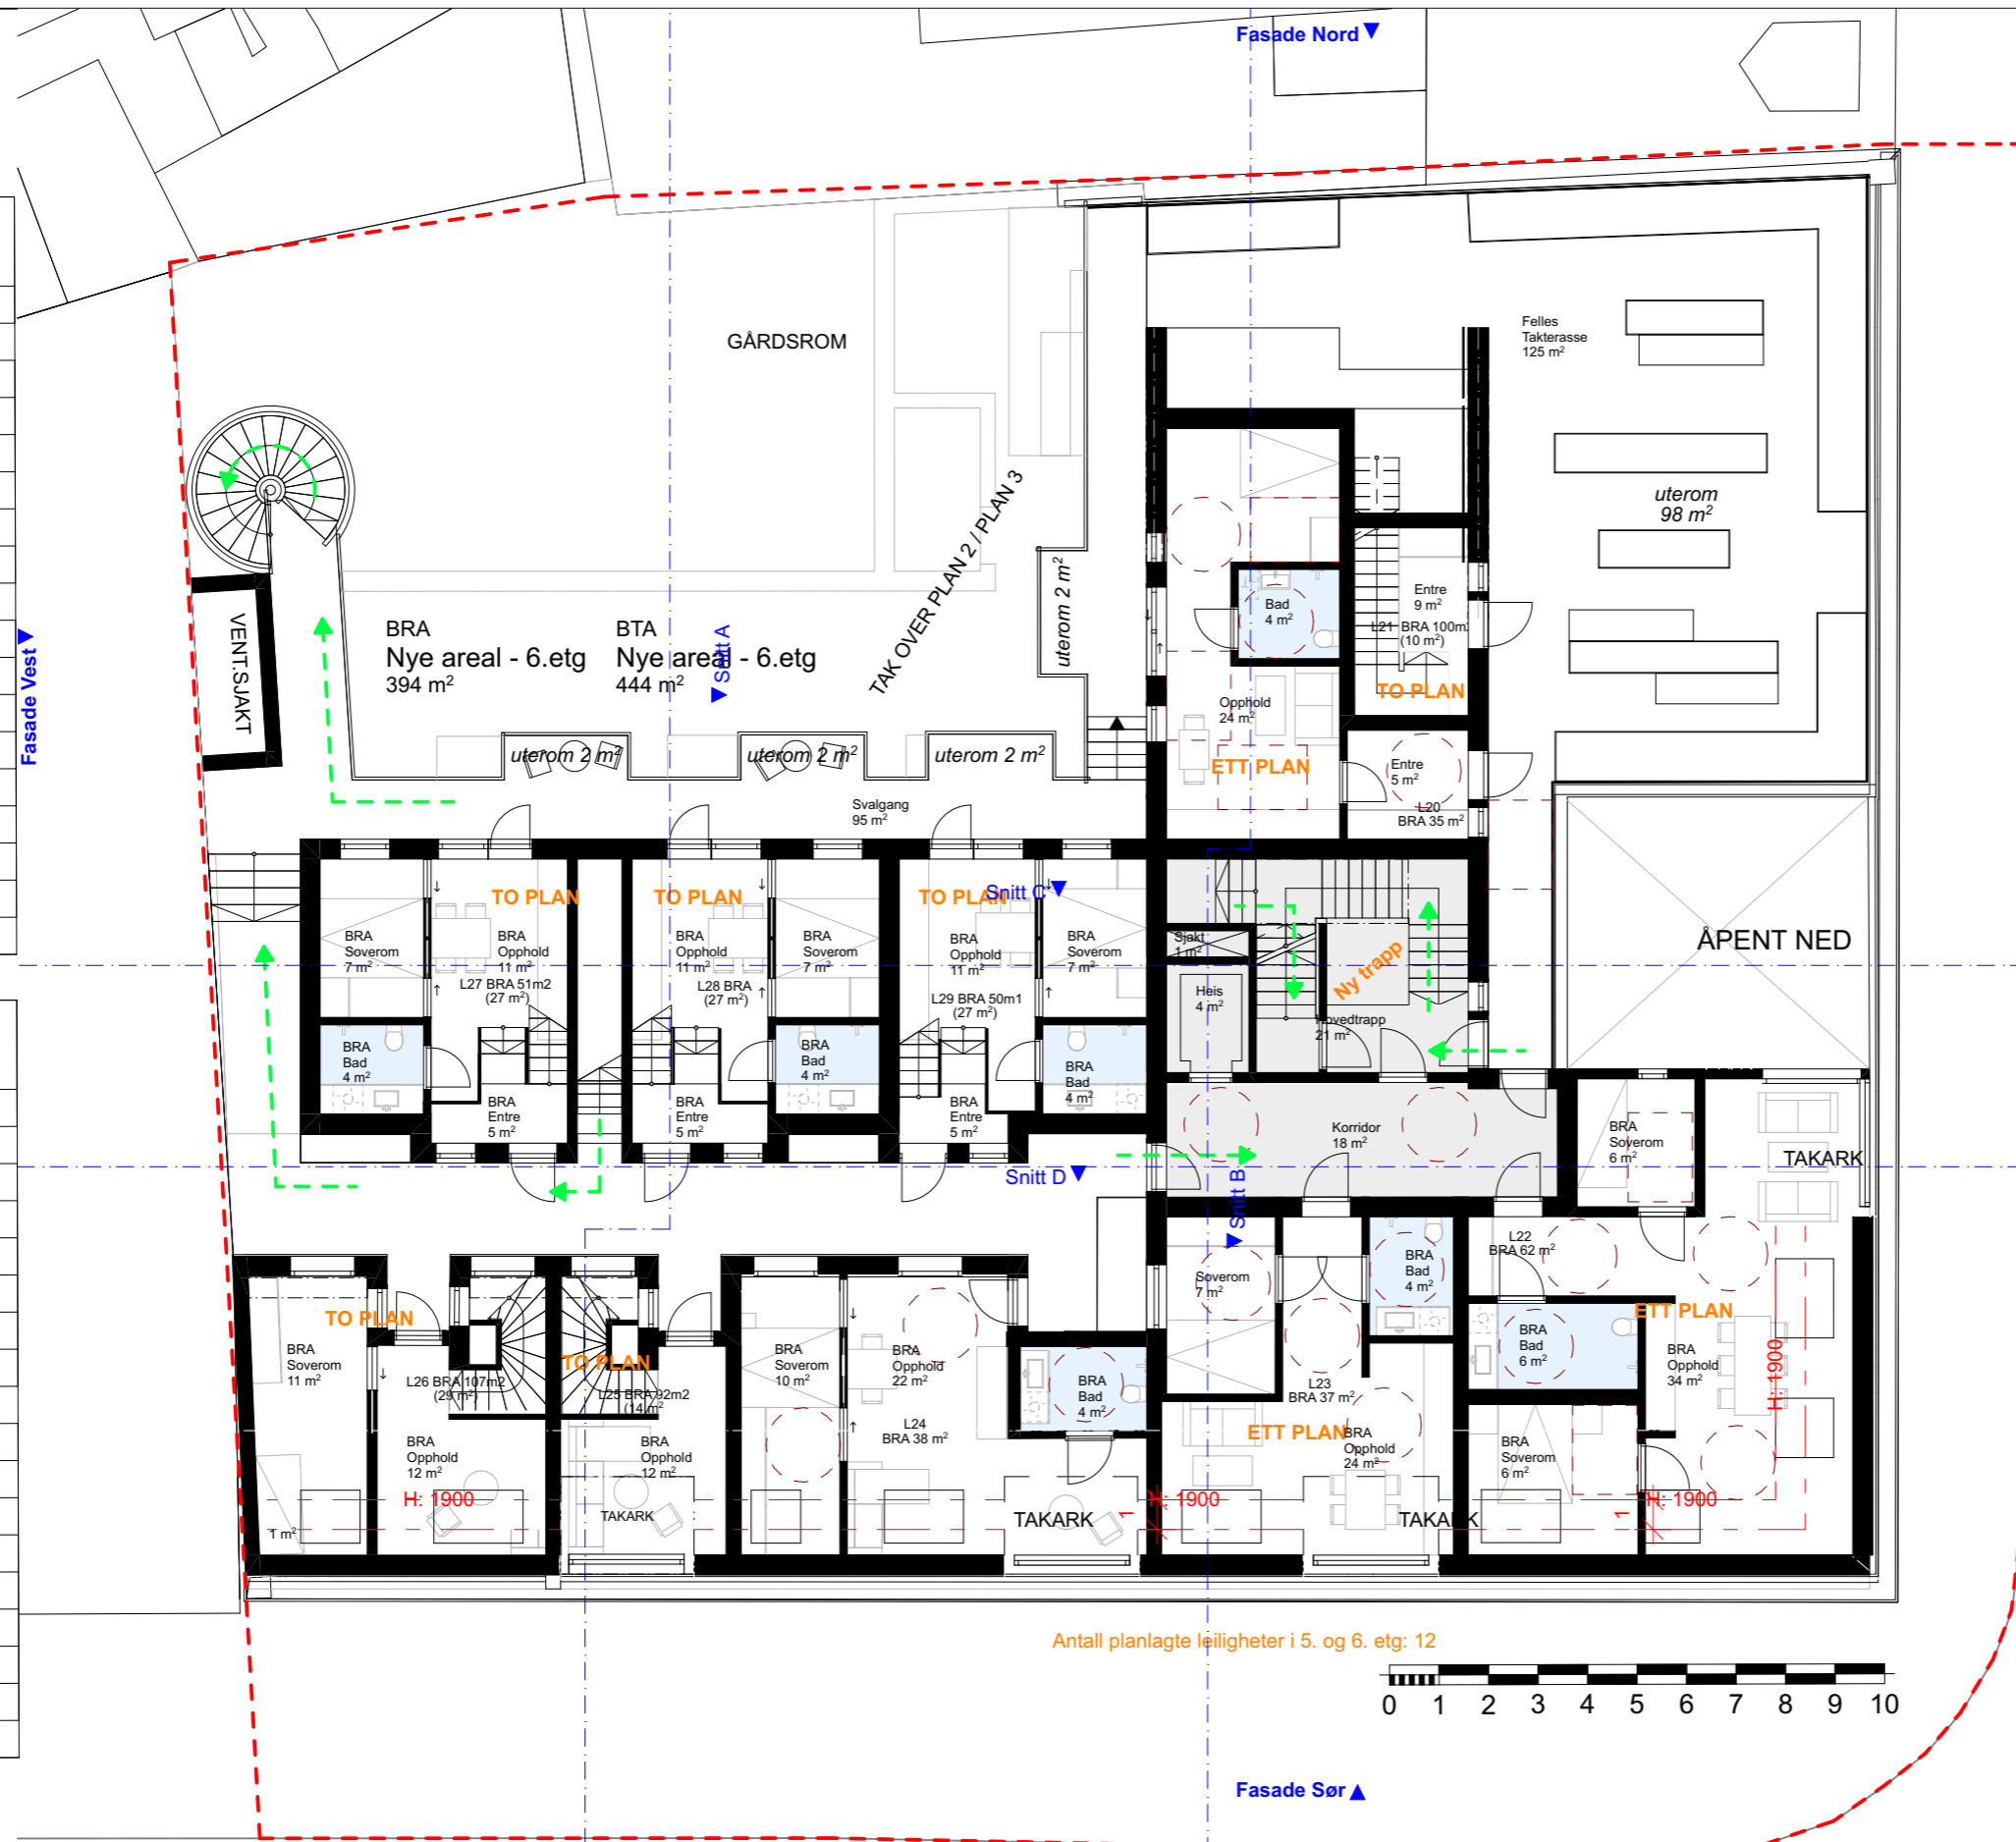 Fasade Nord
GÅRDSROM
Felles
Takterasse
125 m²
uterom
98 m²
TAK OVER PLAN 2 / PLAN 3
uterom 2 m²
VENT.SJAKT
Fasade Vest
BRA
Nye areal - 6.etg
394 m²
BTA
Nye areal - 6.etg
444 m²
Snitt A
Bad
4 m²
Entre
9 m²
L21 BRA 100m
(10 m²)
TO PLAN
Opphold
24 m²
ETT PLAN
Entre
5 m²
L20
BRA 35 m²
uterom 2 m²
uterom 2 m²
uterom 2 m²
Svalgang
95 m²
TO PLAN
TO PLAN
TO PLAN
Snitt C
BRA
Soverom
7 m²
BRA
Opphold
11 m²
L27 BRA 51m2
(27 m²)
BRA
Opphold
11 m²
L28 BRA
(27 m²)
BRA
Soverom
7 m²
BRA
Opphold
11 m²
L29 BRA 50m1
(27 m²)
BRA
Soverom
7 m²
Sjakt
1 m²
Heis
4 m²
Ny trapp
Hovedtrapp
21 m²
ÅPENT NED
BRA
Bad
4 m²
BRA
Entre
5 m²
BRA
Entre
5 m²
BRA
Bad
4 m²
BRA
Entre
5 m²
BRA
Bad
4 m²
Korridor
18 m²
BRA
Soverom
6 m²
TAKARK
Snitt D
Snitt B
TO PLAN
BRA
Soverom
11 m²
L26 BRA 107m2
(29 m²)
TO PLAN
L25 BRA 92m2
(14 m²
BRA
Opphold
12 m²
BRA
Opphold
12 m²
BRA
Soverom
10 m²
BRA
Opphold
22 m²
L24
BRA 38 m²
BRA
Bad
4 m²
Soverom
7 m²
BRA
Bad
4 m²
L23
BRA 37 m²
ETT PLAN
BRA
Opphold
24 m²
L22
BRA 62 m²
ETT PLAN
BRA
Bad
6 m²
BRA
Opphold
34 m²
BRA
Soverom
6 m²
H: 1900
H: 1900
H: 1900
H: 1900
1 m²
TAKARK
TAKARK
TAKARK
1
1
Antall planlagte leiligheter i 5. og 6. etg: 12
0 1 2 3 4 5 6 7 8 9 10
Fasade Sør